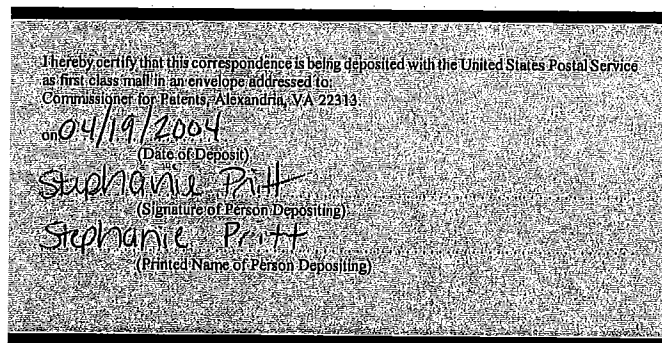 I hereby certify that this correspondence is being deposited with the United States Postal Service
as first class mail in an envelope addressed to:
Commissioner for Patents, Alexandria, VA 22313
on 04/19/2004
(Date of Deposit)
Stephanie Pritt
(Signature of Person Depositing)
Stephanie Pritt
(Printed Name of Person Depositing)